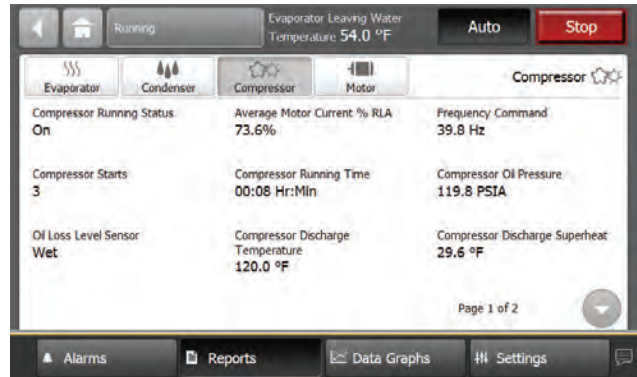 Running
Evaporator Leaving Water
Temperature 54.0 ºF
Auto
Stop
Evaporator
Condenser
Compressor
Motor
Compressor
Compressor Running Status
On
Average Motor Current % RLA
73.6%
Frequency Command
39.8 Hz
Compressor Starts
3
Compressor Running Time
00:08 Hr:Min
Compressor Oil Pressure
119.8 PSIA
Oil Loss Level Sensor
Wet
Compressor Discharge
Temperature
120.0 ºF
Compressor Discharge Superheat
29.6 ºF
Page 1 of 2
Alarms
Reports
Data Graphs
Settings